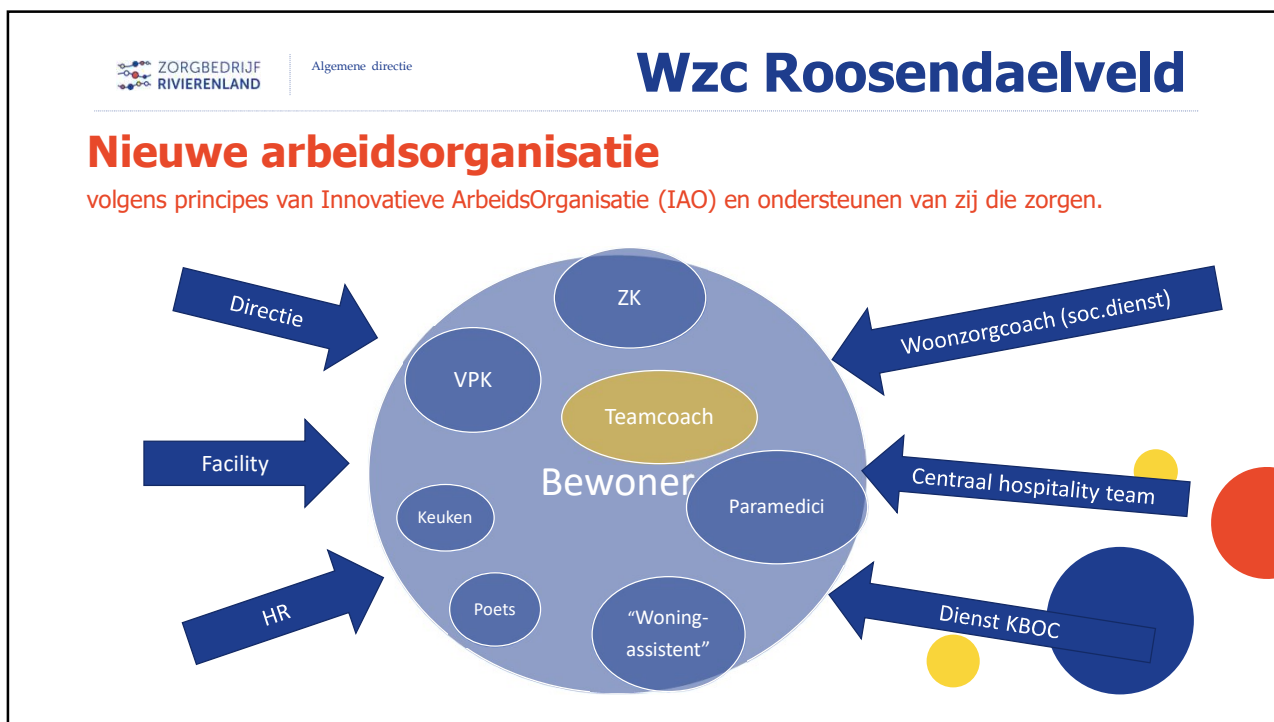 ZORGBEDRIJF
RIVIERENLAND
Algemene directie
Wzc Roosendaelveld
Nieuwe arbeidsorganisatie
volgens principes van Innovatieve ArbeidsOrganisatie (IAO) en ondersteunen van zij die zorgen.
Directie
Facility
HR
ZK
VPK
Teamcoach
Bewoner
Paramedici
Keuken
Poets
“Woning-
assistent”
Woonzorgcoach (soc.dienst)
Centraal hospitality team
Dienst KBOC